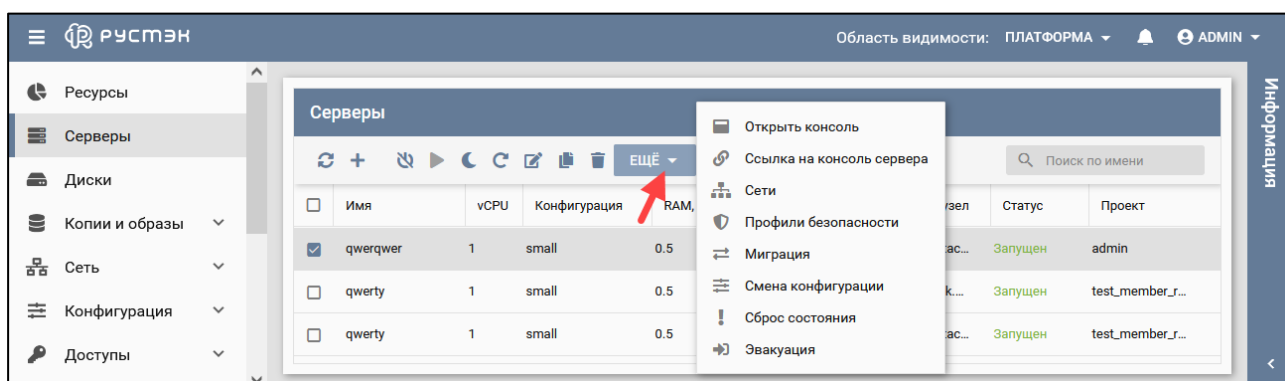 РУСТЭК
Область видимости: ПЛАТФОРМА
ADMIN
Ресурсы
Серверы
Диски
Копии и образы
Сеть
Конфигурация
Доступы
Серверы
ЕЩЁ
Поиск по имени
Открыть консоль
Ссылка на консоль сервера
Сети
Профили безопасности
Миграция
Смена конфигурации
Сброс состояния
Эвакуация
Имя vCPU Конфигурация RAM, Статус Проект
qwerqwer 1 small 0.5 Запущен admin
qwerty 1 small 0.5 Запущен test_member_r...
qwerty 1 small 0.5 Запущен test_member_r...
Информация